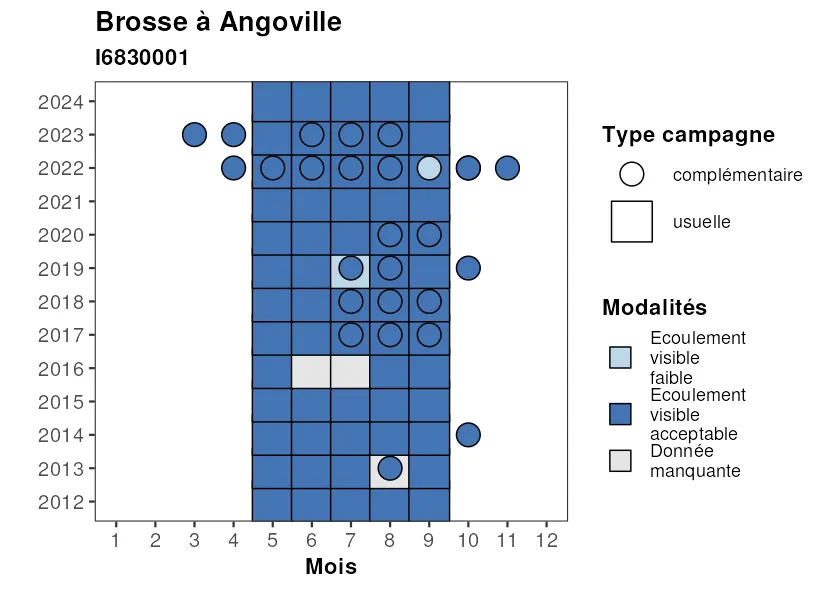 Brosse à Angoville
I6830001
2024
2023
2022
2021
2020
2019
2018
2017
2016
2015
2014
2013
2012
1 2 3 4 5 6 7 8 9 10 11 12
Mois
Type campagne
complémentaire
usuelle
Modalités
Ecoulement
visible
faible
Ecoulement
visible
acceptable
Donnée
manquante